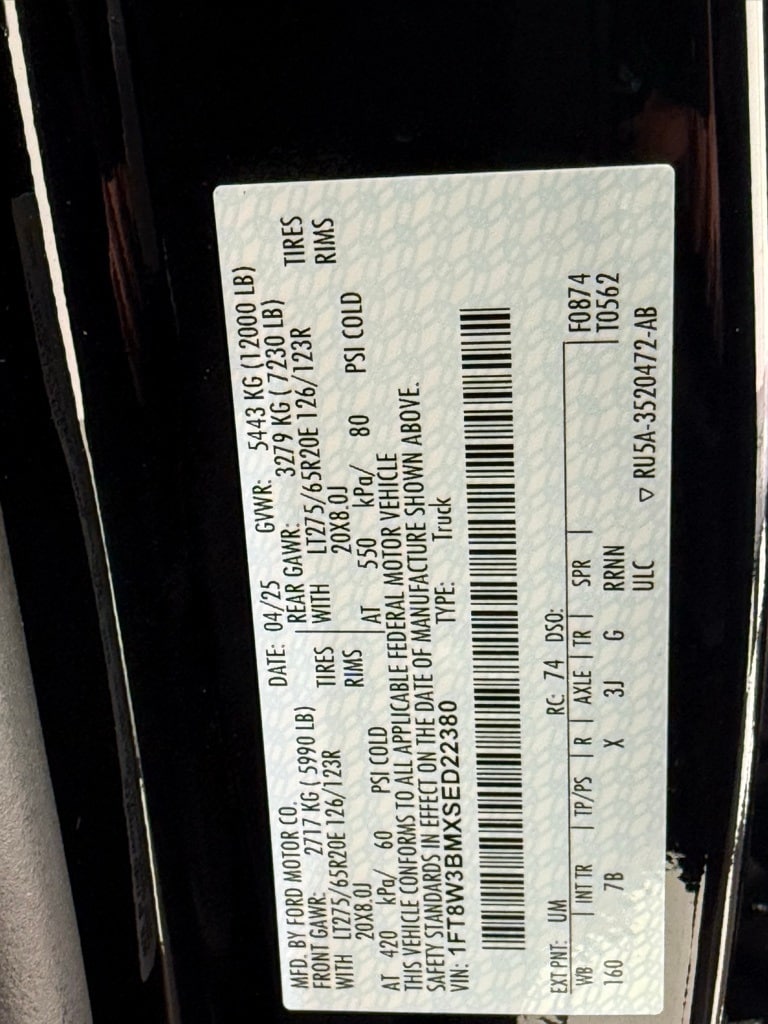 MFD. BY FORD MOTOR CO.
DATE: 04/25 GVWR: 5443 KG (12000 LB)
FRONT GAWR: 2717 KG ( 5990 LB) REAR GAWR: 3279 KG ( 7230 LB)
WITH LT275/65R20E 126/123R TIRES WITH LT275/65R20E 126/123R TIRES
20X8.0J RIMS 20X8.0J RIMS
AT 420 kPa/ 60 PSI COLD AT 550 kPa/ 80 PSI COLD
THIS VEHICLE CONFORMS TO ALL APPLICABLE FEDERAL MOTOR VEHICLE
SAFETY STANDARDS IN EFFECT ON THE DATE OF MANUFACTURE SHOWN ABOVE.
VIN: 1FT8W3BMXSED22380 TYPE: Truck
EXT PNT: UM RC: 74 DSO: F0874
WB INT TR TP/PS R AXLE TR SPR T0562
160 7B X 3J G RRNN
ULC ▽ RU5A-3520472-AB